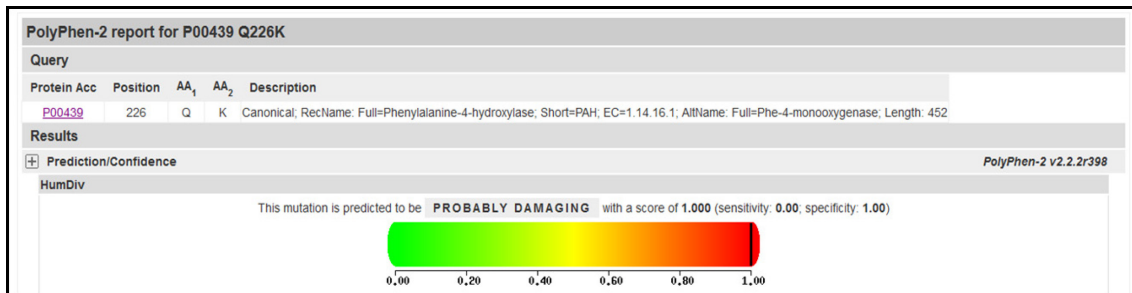 PolyPhen-2 report for P00439 Q226K
Query
Protein Acc Position AA1 AA2 Description
P00439 226 Q K Canonical; RecName: Full=Phenylalanine-4-hydroxylase; Short=PAH; EC=1.14.16.1; AltName: Full=Phe-4-monooxygenase; Length: 452
Results
+ Prediction/Confidence PolyPhen-2 v2.2.2r398
HumDiv
This mutation is predicted to be PROBABLY DAMAGING with a score of 1.000 (sensitivity: 0.00; specificity: 1.00)
0.00 0.20 0.40 0.60 0.80 1.00